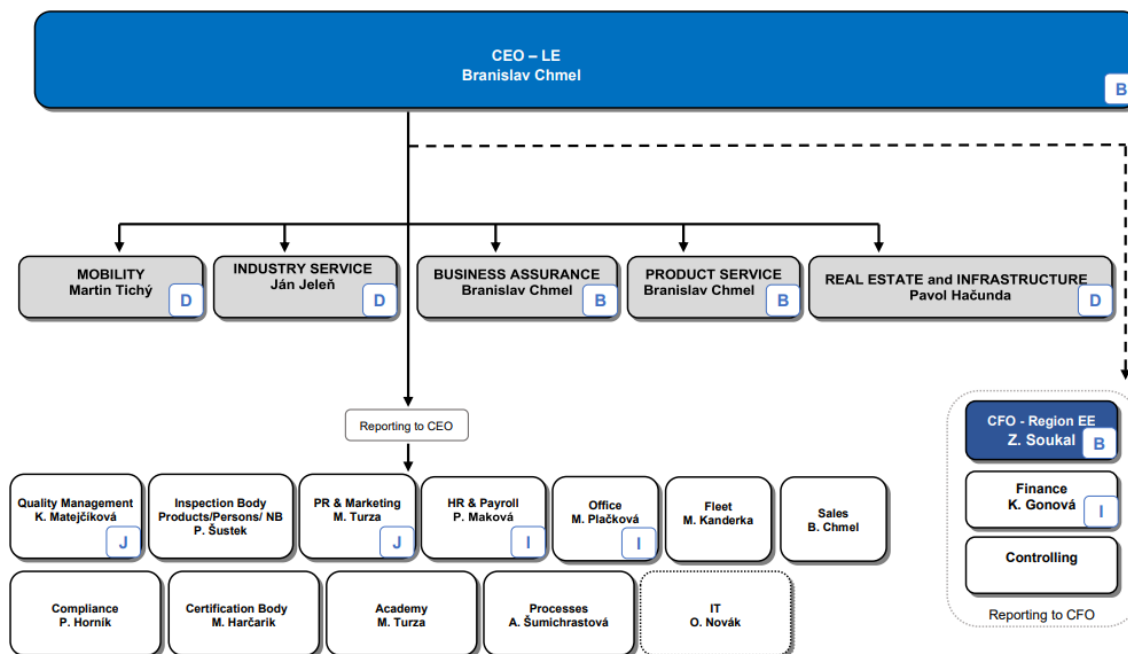 CEO – LE
Branislav Chmel
B
MOBILITY
Martin Tichý
D
INDUSTRY SERVICE
Ján Jeleň
D
BUSINESS ASSURANCE
Branislav Chmel
B
PRODUCT SERVICE
Branislav Chmel
B
REAL ESTATE and INFRASTRUCTURE
Pavol Hačunda
D
Reporting to CEO
Quality Management
K. Matejčíková
J
Inspection Body
Products/Persons/ NB
P. Šustek
PR & Marketing
M. Turza
J
HR & Payroll
P. Maková
I
Office
M. Plačková
I
Fleet
M. Kanderka
Sales
B. Chmel
Compliance
P. Horník
Certification Body
M. Harčarik
Academy
M. Turza
Processes
A. Šumichrastová
IT
O. Novák
CFO - Region EE
Z. Soukal
B
Finance
K. Gonová
I
Controlling
Reporting to CFO